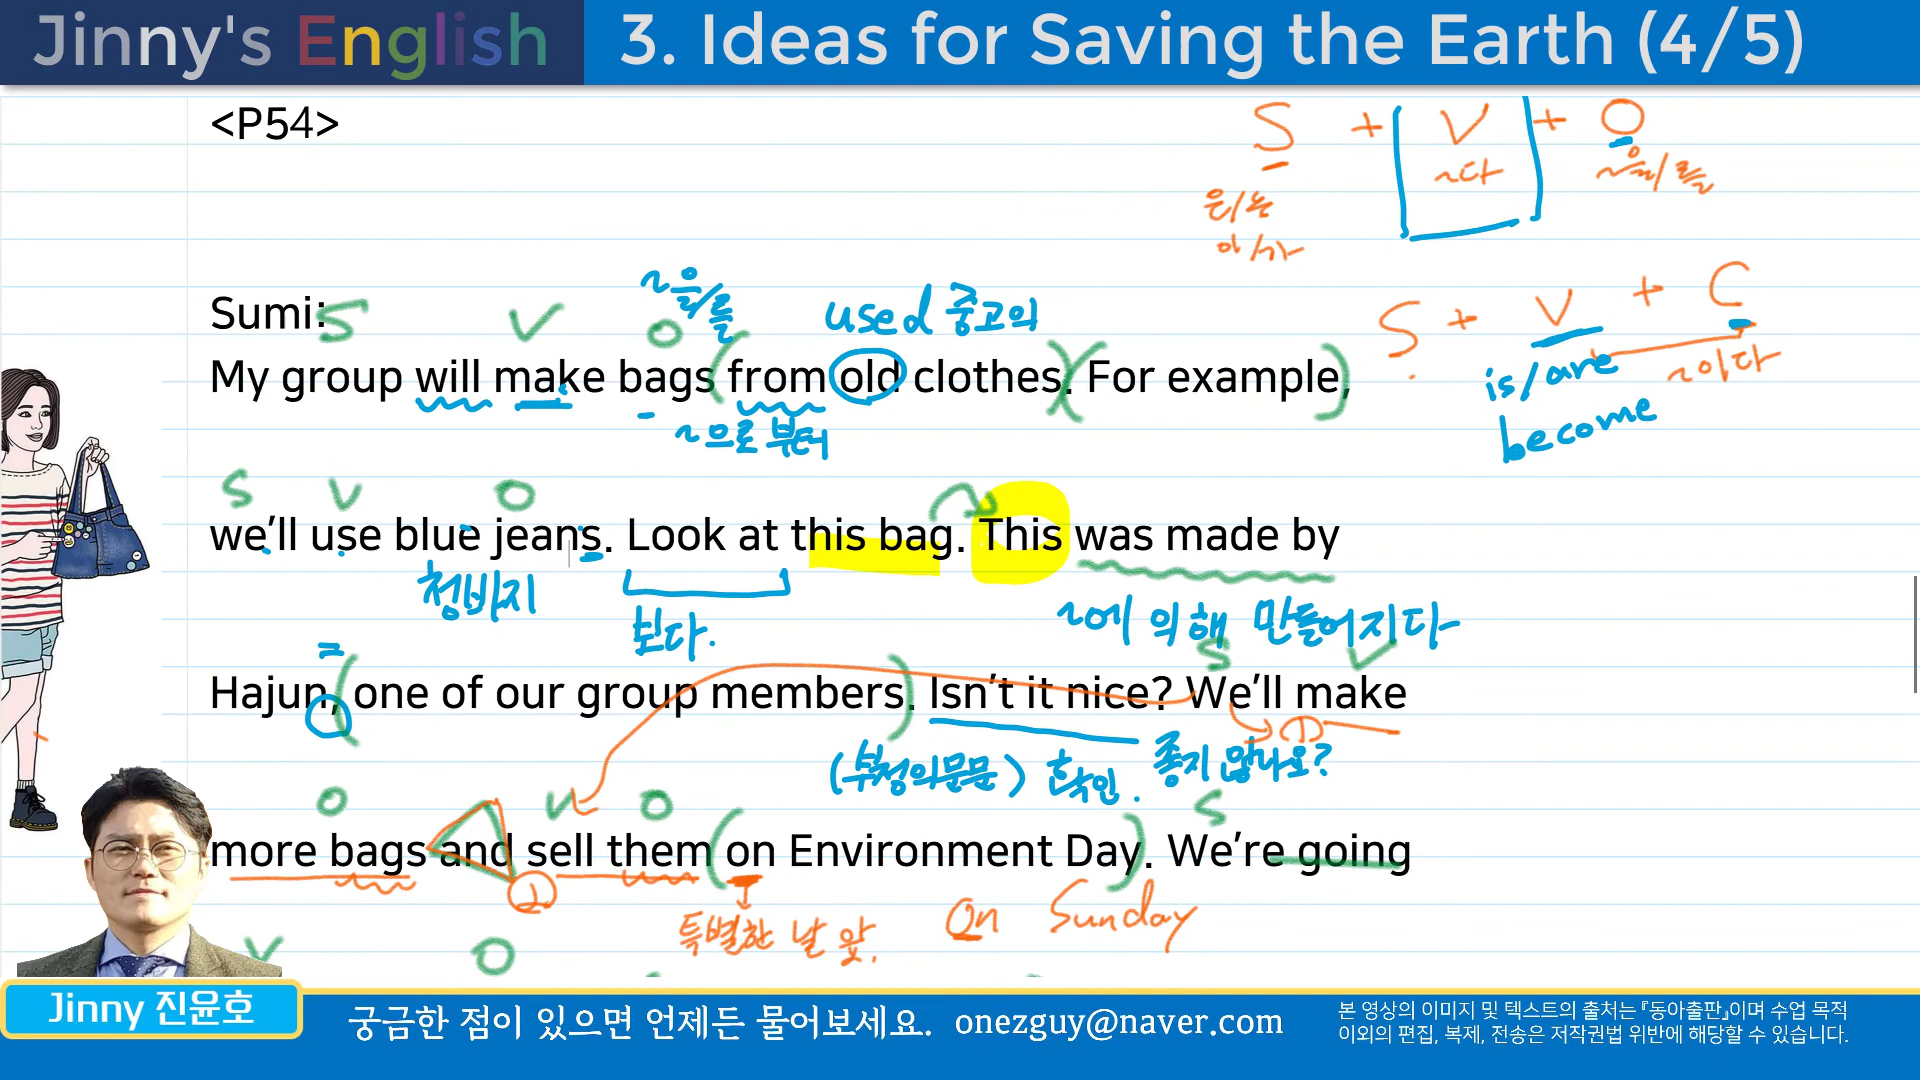 Jinny's English
3. Ideas for Saving the Earth (4/5)
<P54>
S + V + O
~다 ~을/를
은/는
이/가
S + V + C
is/are ~이다
become
Sumi:
S V O
~을/를
used 중고의
My group will make bags from old clothes. For example,
~으로부터
S V O
we'll use blue jeans. Look at this bag. This was made by
청바지 보다. ~에 의해 만들어지다
= S V
Hajun, one of our group members. Isn't it nice? We'll make
① (부정의문문) 확인. 좋지 않나요?
O V O S
more bags and sell them on Environment Day. We're going
② 특별한 날 앞. On Sunday
V O
Jinny 진윤호
궁금한 점이 있으면 언제든 물어보세요. onezguy@naver.com
본 영상의 이미지 및 텍스트의 출처는『동아출판』이며 수업 목적
이외의 편집, 복제, 전송은 저작권법 위반에 해당할 수 있습니다.